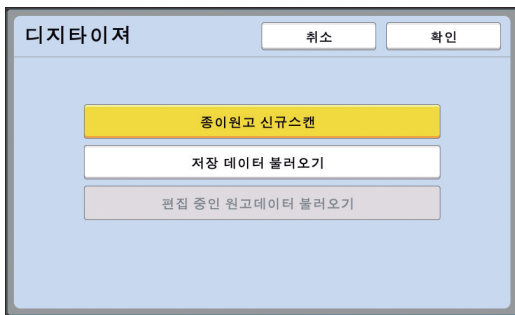 디지타이져
취소
확인
종이원고 신규스캔
저장 데이터 불러오기
편집 중인 원고데이터 불러오기